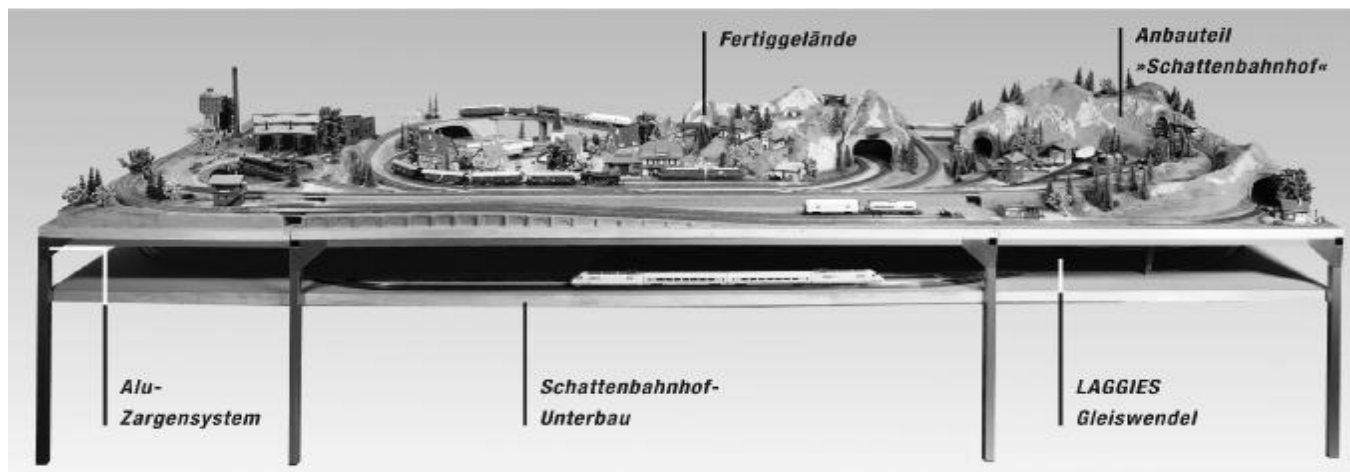 Fertiggelände
Anbauteil
»Schattenbahnhof«
Alu-
Zargensystem
Schattenbahnhof-
Unterbau
LAGGIES
Gleiswendel